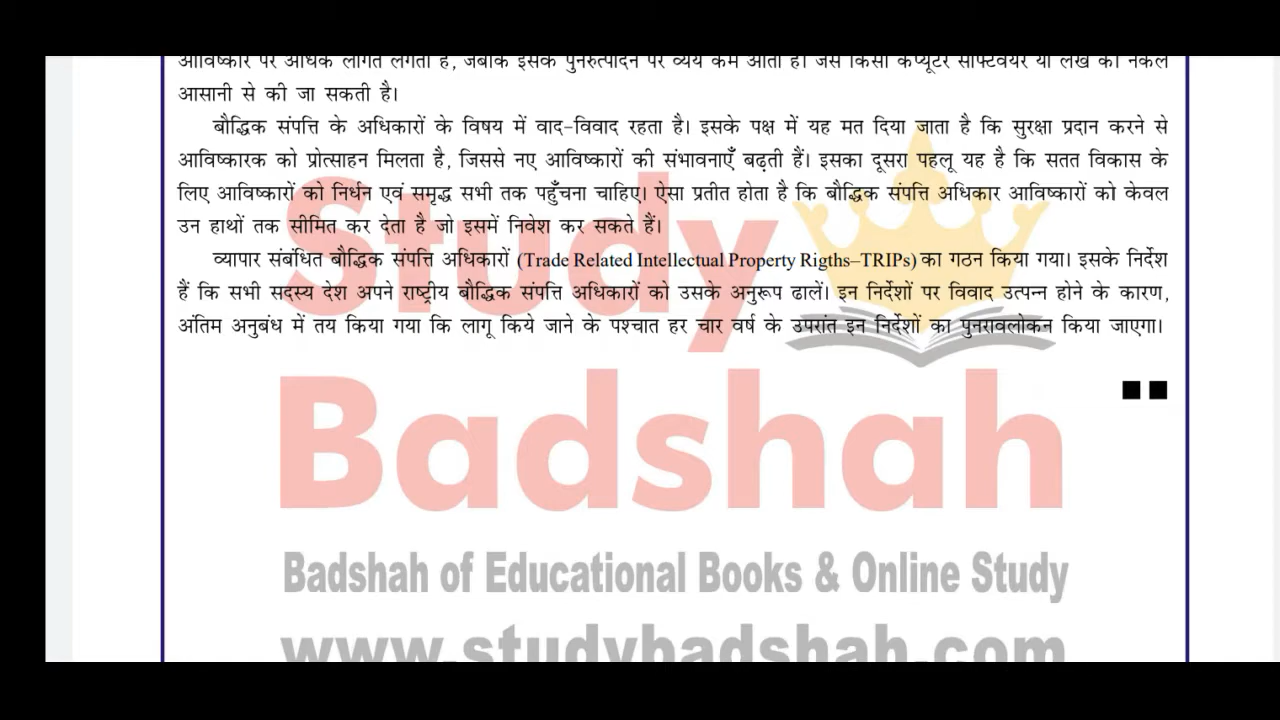 आविष्कार पर अधिक लागत लगती है, जबकि इसके पुनरुत्पादन पर व्यय कम आता है। जैसे किसी कंप्यूटर सॉफ्टवेयर या लेख की नकल
आसानी से की जा सकती है।
बौद्धिक संपत्ति के अधिकारों के विषय में वाद-विवाद रहता है। इसके पक्ष में यह मत दिया जाता है कि सुरक्षा प्रदान करने से
आविष्कारक को प्रोत्साहन मिलता है, जिससे नए आविष्कारों की संभावनाएँ बढ़ती हैं। इसका दूसरा पहलू यह है कि सतत विकास के
लिए आविष्कारों को निर्धन एवं समृद्ध सभी तक पहुँचना चाहिए। ऐसा प्रतीत होता है कि बौद्धिक संपत्ति अधिकार आविष्कारों को केवल
उन हाथों तक सीमित कर देता है जो इसमें निवेश कर सकते हैं।
व्यापार संबंधित बौद्धिक संपत्ति अधिकारों (Trade Related Intellectual Property Rigths–TRIPs) का गठन किया गया। इसके निर्देश
हैं कि सभी सदस्य देश अपने राष्ट्रीय बौद्धिक संपत्ति अधिकारों को उसके अनुरूप ढालें। इन निर्देशों पर विवाद उत्पन्न होने के कारण,
अंतिम अनुबंध में तय किया गया कि लागू किये जाने के पश्चात हर चार वर्ष के उपरांत इन निर्देशों का पुनरावलोकन किया जाएगा।
Study
Badshah
Badshah of Educational Books & Online Study
www.studybadshah.com